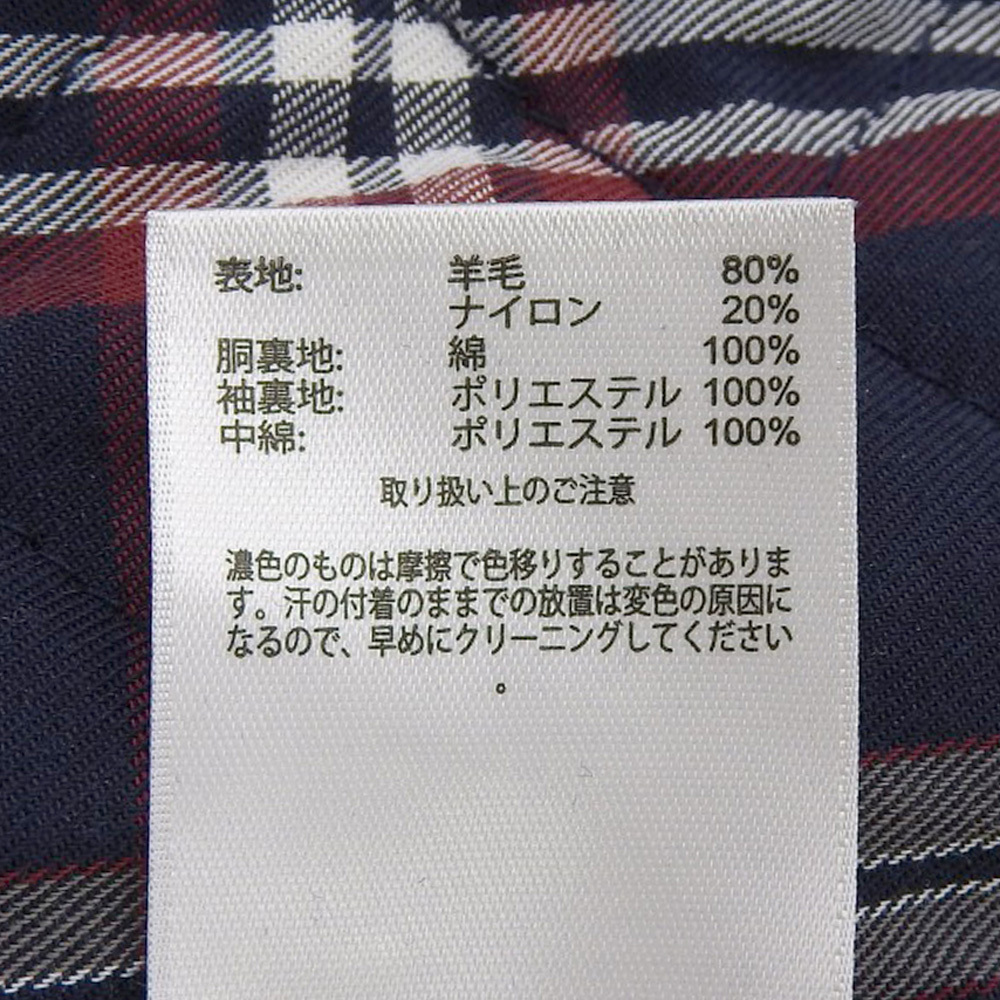 表地: 羊毛 80%
ナイロン 20%
胴裏地: 綿 100%
袖裏地: ポリエステル 100%
中綿: ポリエステル 100%
取り扱い上のご注意
濃色のものは摩擦で色移りすることがありま
す。汗の付着のままでの放置は変色の原因に
なるので、早めにクリーニングしてください
。